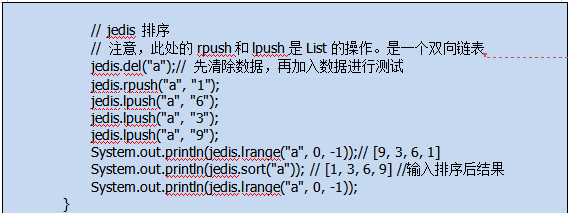 // jedis 排序
// 注意，此处的 rpush 和 lpush 是 List 的操作。是一个双向链表
jedis.del("a");// 先清除数据，再加入数据进行测试
jedis.rpush("a", "1");
jedis.lpush("a", "6");
jedis.lpush("a", "3");
jedis.lpush("a", "9");
System.out.println(jedis.lrange("a", 0, -1));// [9, 3, 6, 1]
System.out.println(jedis.sort("a")); // [1, 3, 6, 9] //输入排序后结果
System.out.println(jedis.lrange("a", 0, -1));
}